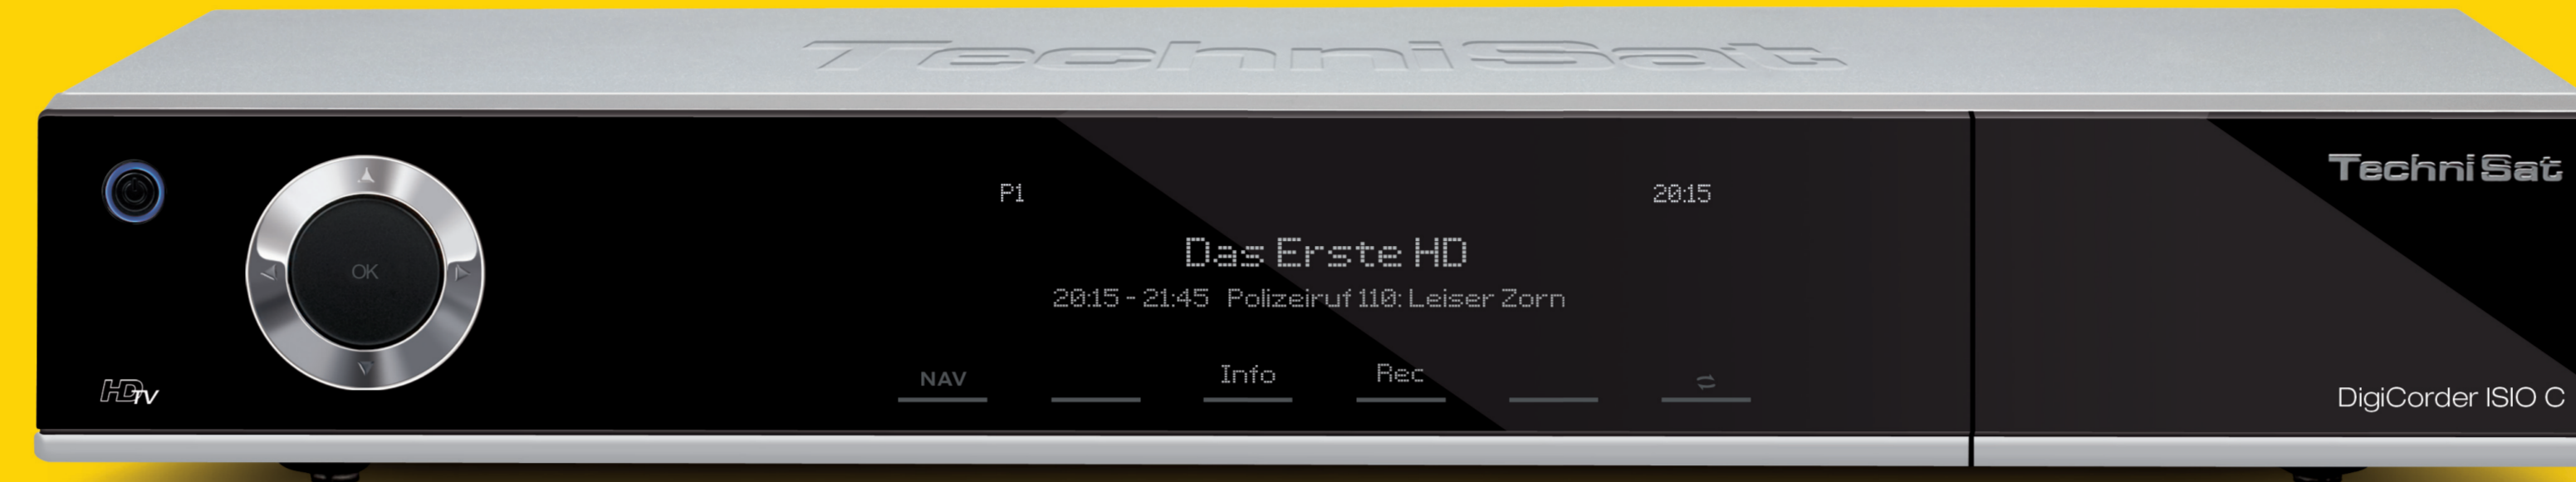 TechniSat
TechniSat
P1
20:15
Das Erste HD
20:15 - 21:45 Polizeiruf 110: Leiser Zorn
OK
NAV
Info
Rec
HDTV
DigiCorder ISIO C